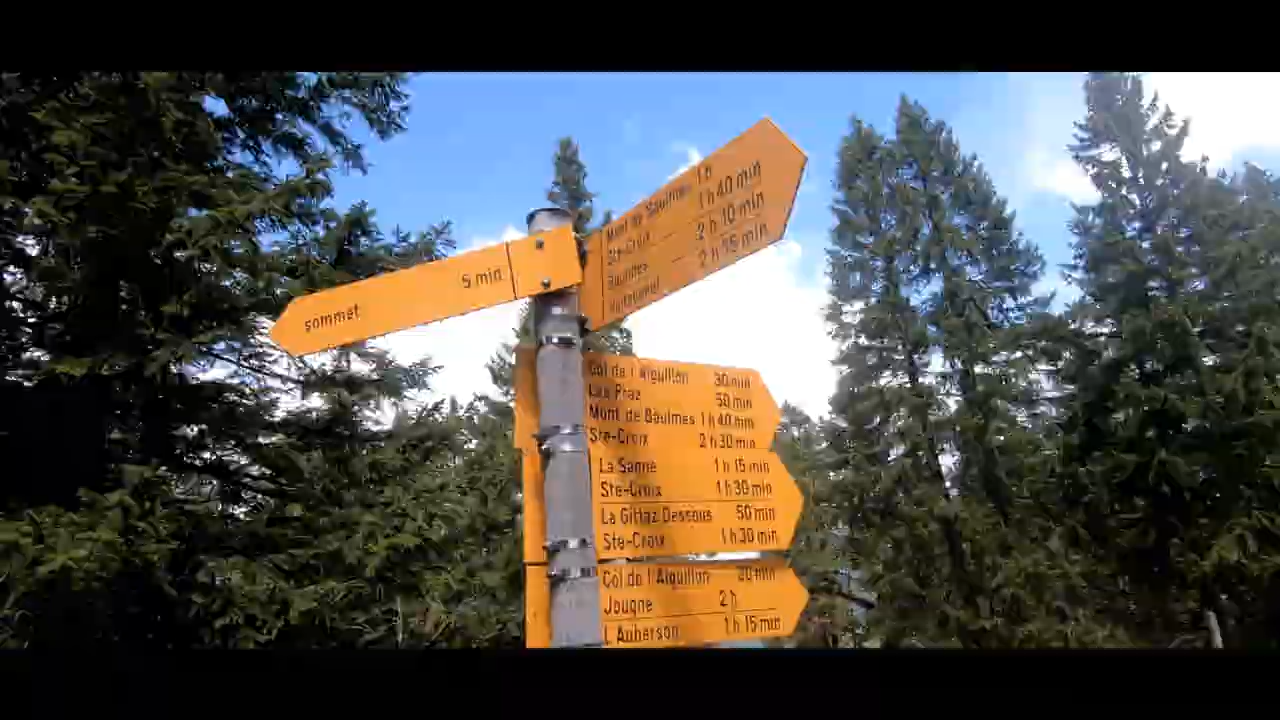 sommet 5 min
Mont de Baulmes 1 h
Ste-Croix 1 h 40 min
Baulmes 2 h 10 min
2 h 15 min
Col de l'Aiguillon 30 min
Les Praz 50 min
Mont de Baulmes 1 h 40 min
Ste-Croix 2 h 30 min
La Sagne 1 h 15 min
Ste-Croix 1 h 30 min
La Gittaz Dessous 50 min
Ste-Croix 1 h 30 min
Col de l'Aiguillon 30 min
Jougne 2 h
L'Auberson 1 h 15 min